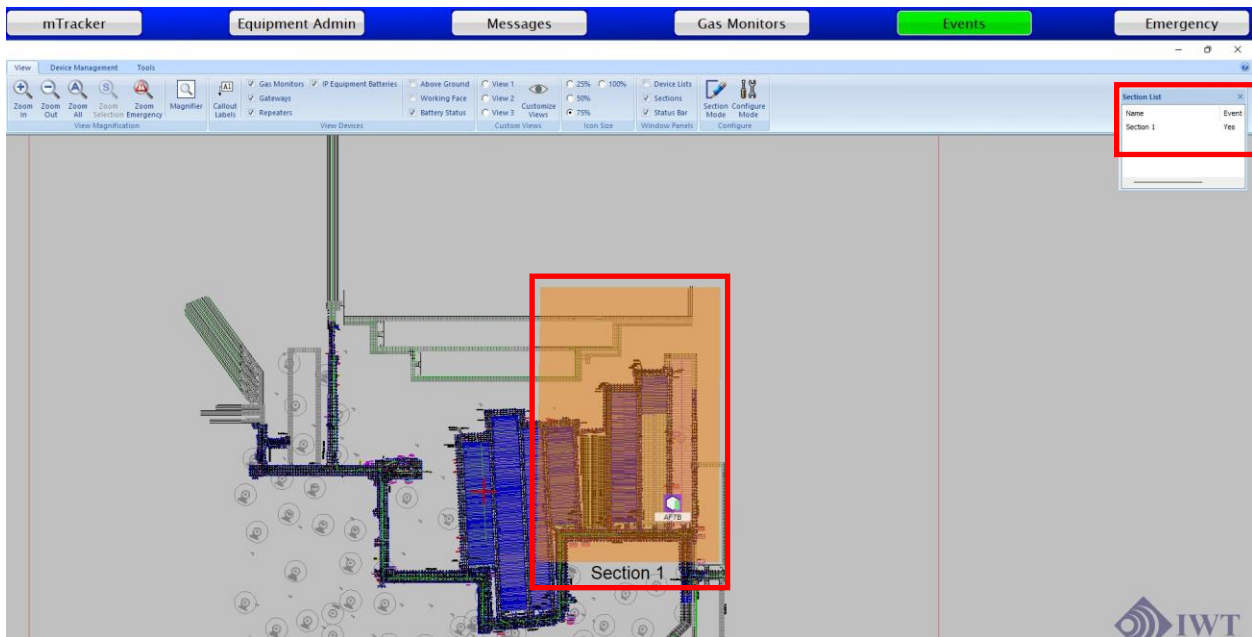 mTracker Equipment Admin Messages Gas Monitors Events Emergency
View Device Management Tools
Zoom In
Zoom Out
Zoom All
Zoom Selection
Zoom Emergency
Magnifier
View Magnification
A1
Callout Labels
Gas Monitors
IP Equipment Batteries
Gateways
Repeaters
Above Ground
Working Face
Battery Status
View Devices
View 1
View 2
View 3
Customize Views
Custom Views
25%
100%
50%
75%
Icon Size
Device Lists
Sections
Status Bar
Window Panels
Section Mode
Configure Mode
Configure
Section List
Name Event
Section 1 Yes
AF7B
Section 1
IWT